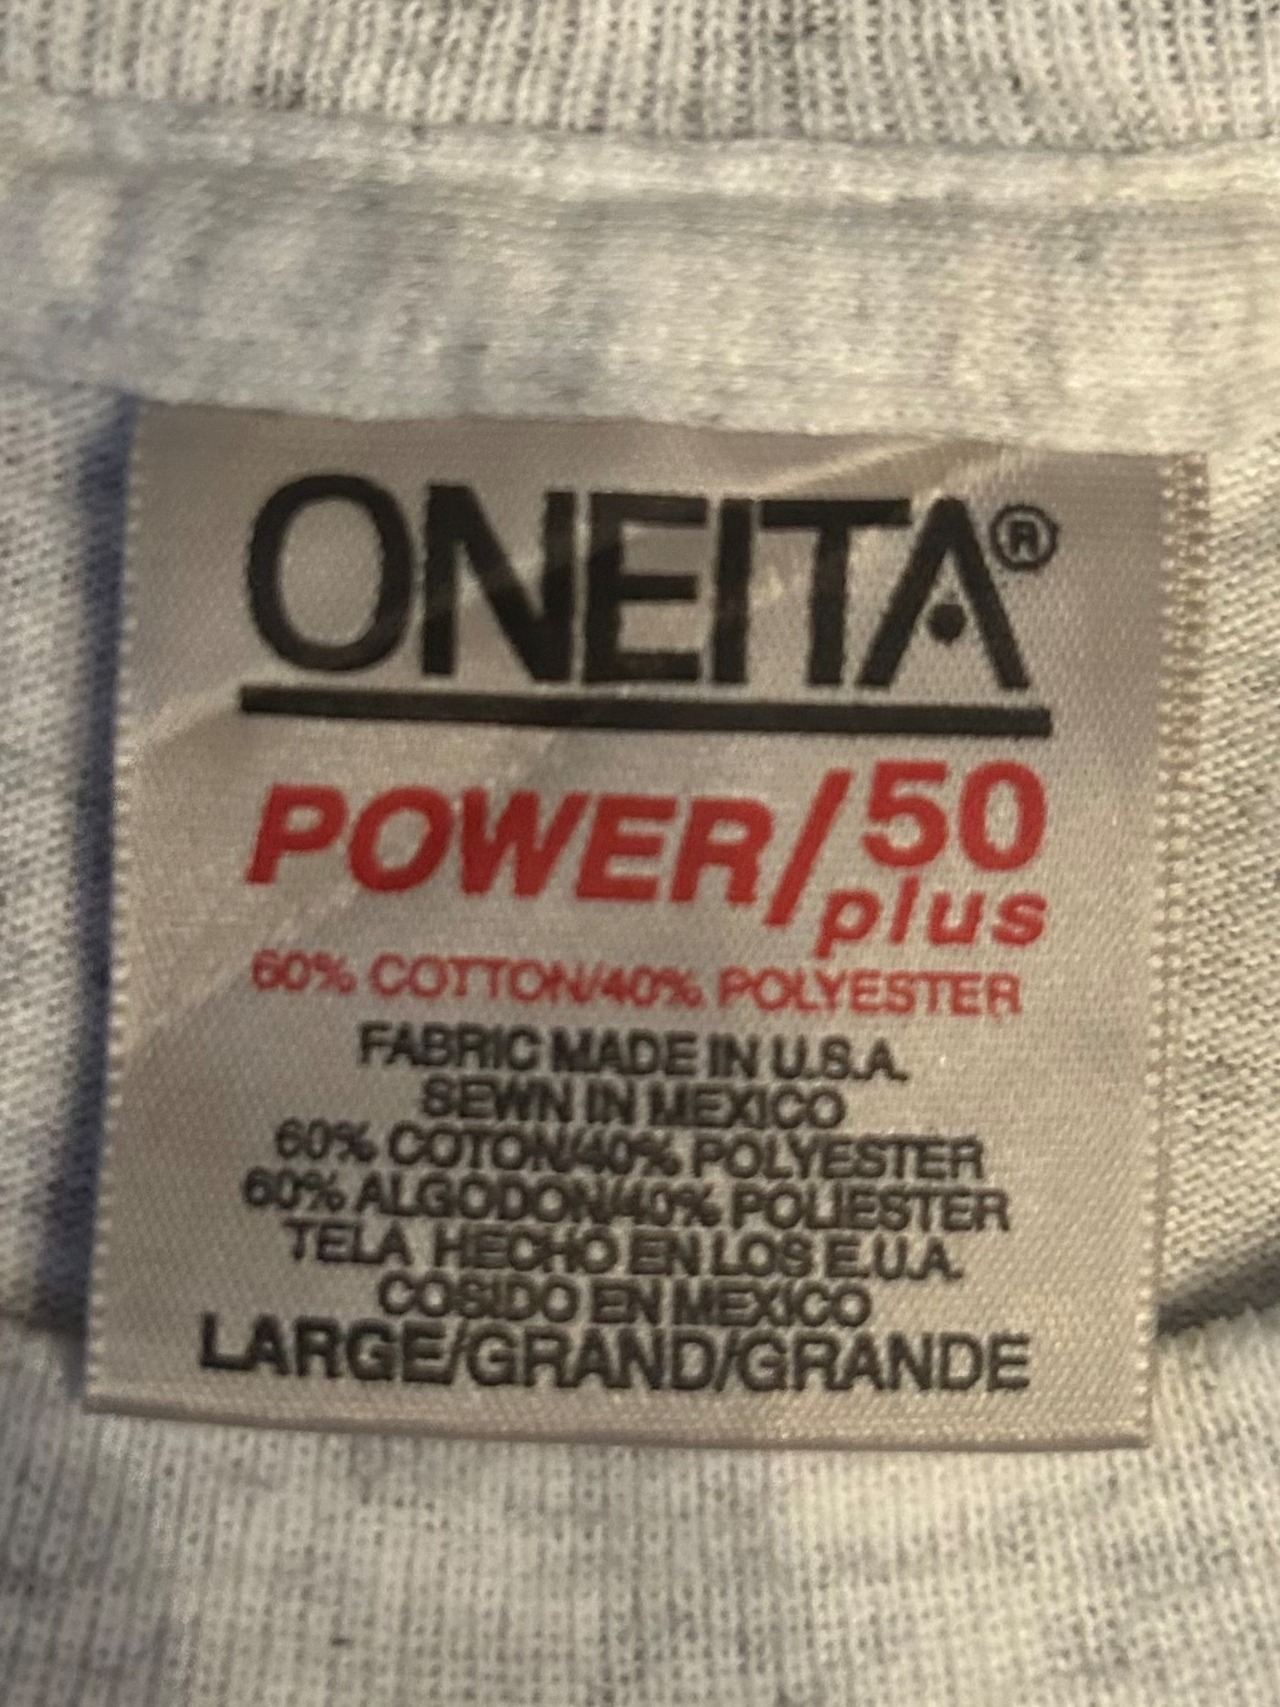 ONEITA®
POWER/50 plus
60% COTTON/40% POLYESTER
FABRIC MADE IN U.S.A.
SEWN IN MEXICO
60% COTON/40% POLYESTER
60% ALGODON/40% POLIESTER
TELA HECHO EN LOS E.U.A.
COSIDO EN MEXICO
LARGE/GRAND/GRANDE